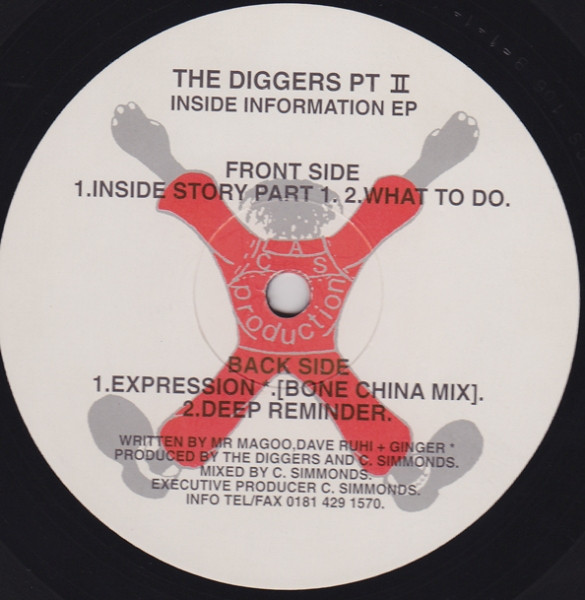 THE DIGGERS PT II
INSIDE INFORMATION EP
FRONT SIDE
1.INSIDE STORY PART 1. 2.WHAT TO DO.
C A S
production
BACK SIDE
1.EXPRESSION *.[BONE CHINA MIX].
2.DEEP REMINDER.
WRITTEN BY MR MAGOO,DAVE RUHI + GINGER *
PRODUCED BY THE DIGGERS AND C. SIMMONDS.
MIXED BY C. SIMMONDS.
EXECUTIVE PRODUCER C. SIMMONDS.
INFO TEL/FAX 0181 429 1570.